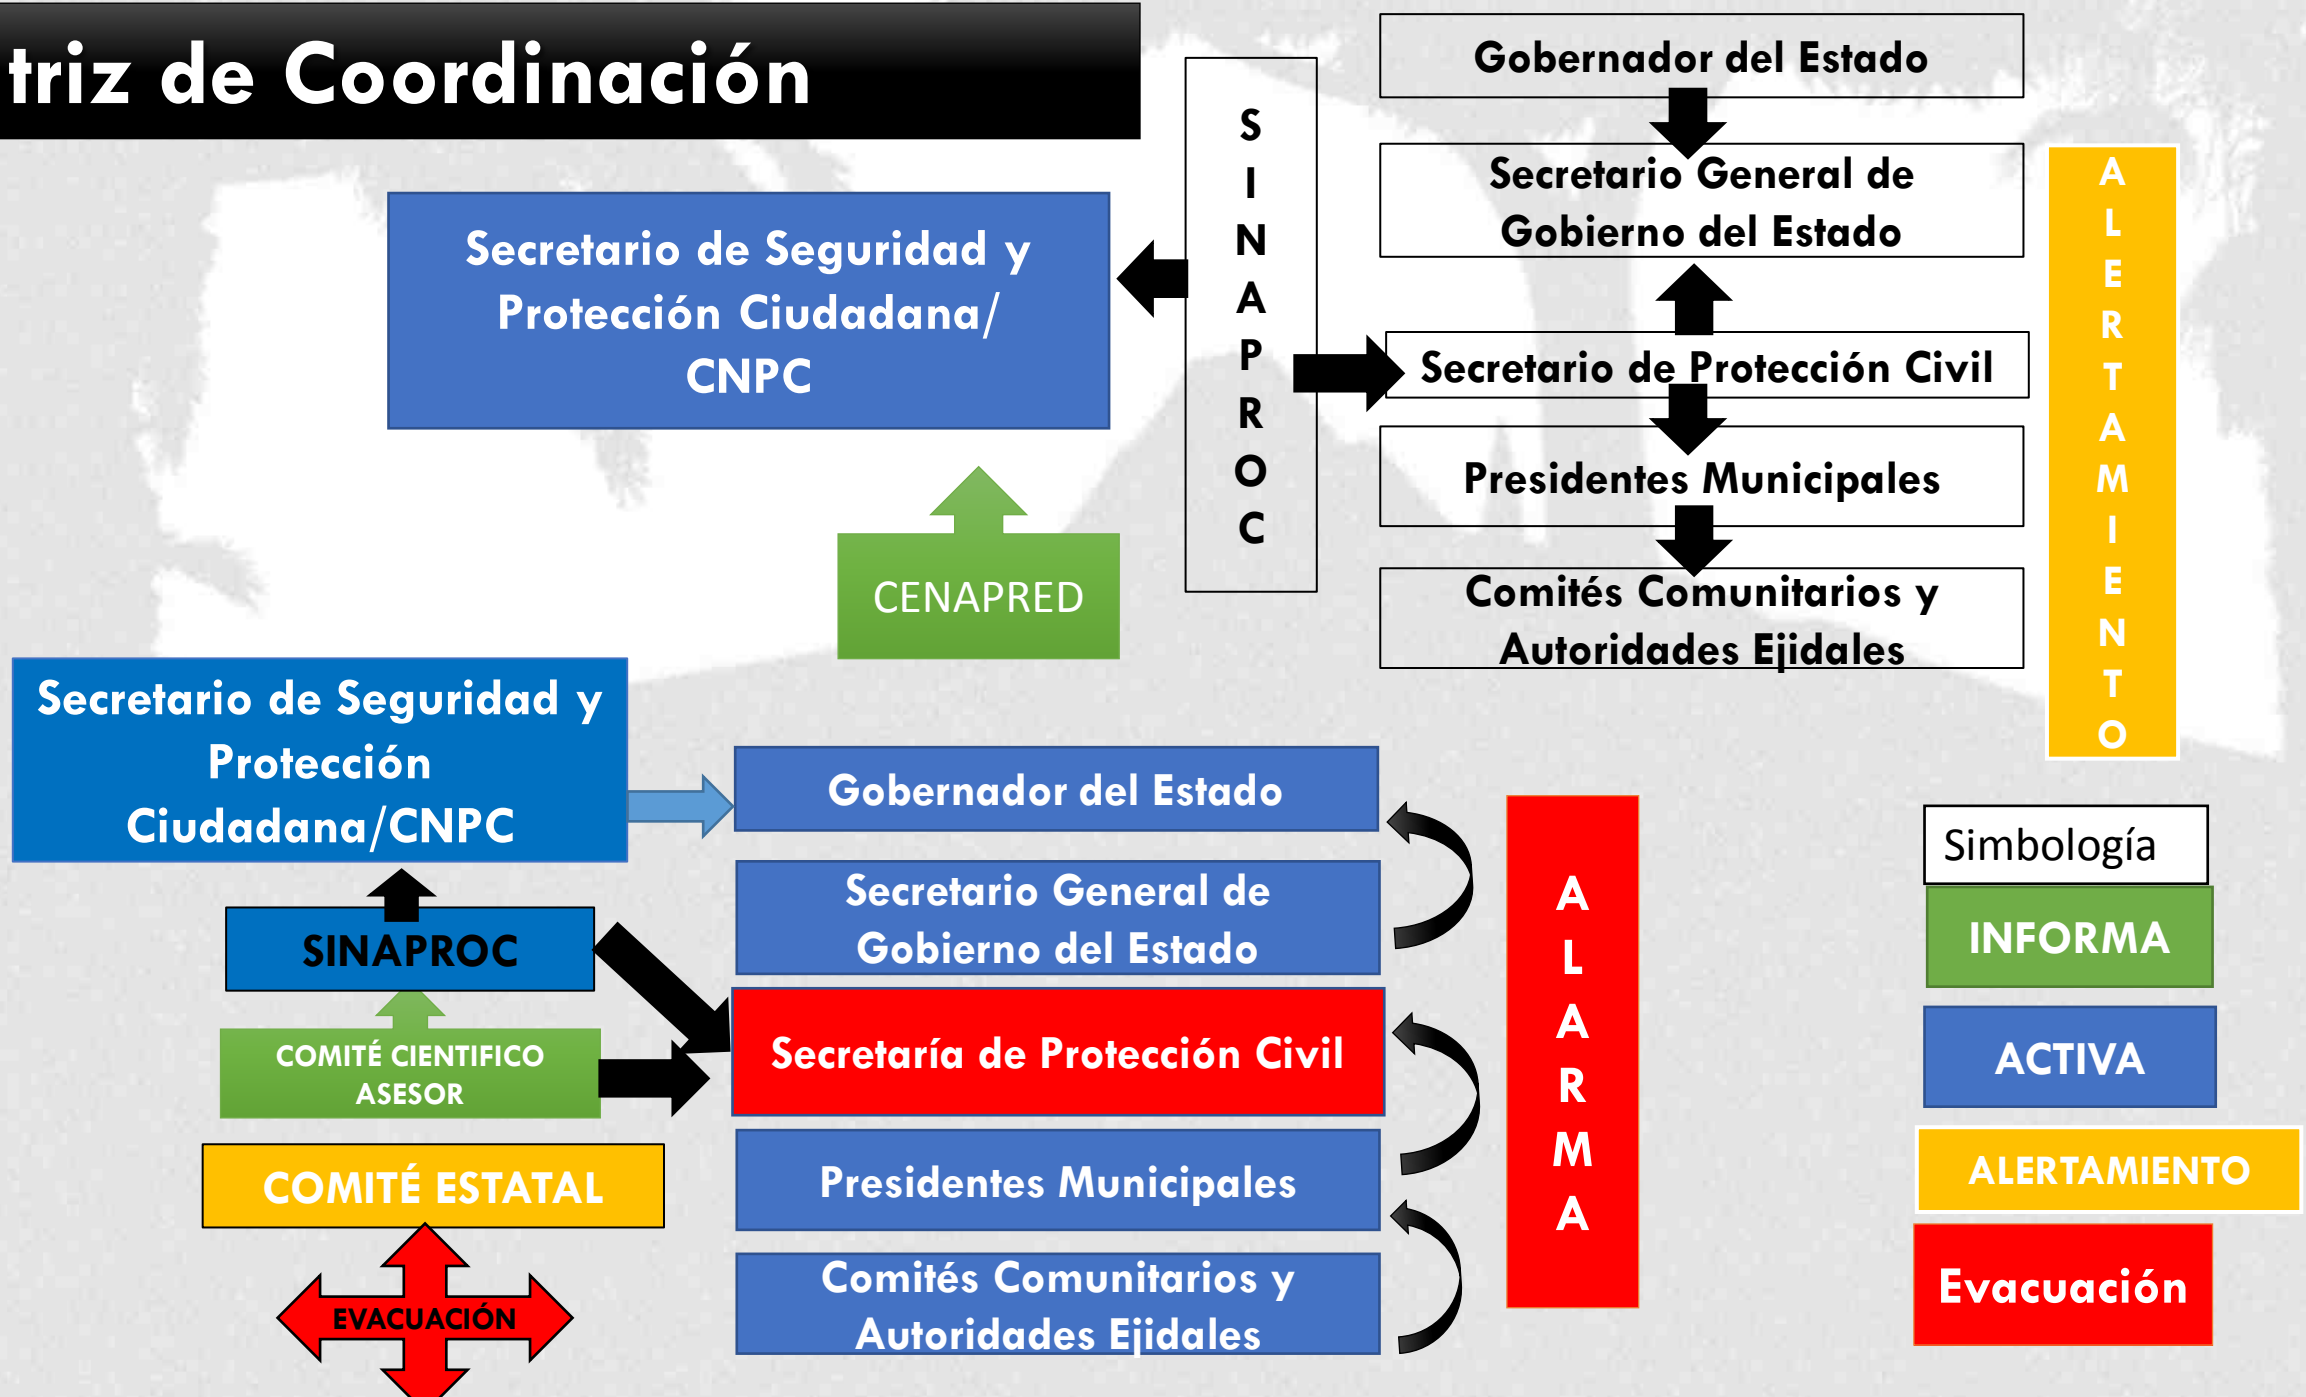 triz de Coordinación
SINAPROC
Gobernador del Estado
Secretario General de
Gobierno del Estado
Secretario de Protección Civil
Presidentes Municipales
Comités Comunitarios y
Autoridades Ejidales
ALERTAMIENTO
Secretario de Seguridad y
Protección Ciudadana/
CNPC
CENAPRED
Secretario de Seguridad y
Protección
Ciudadana/CNPC
SINAPROC
COMITÉ CIENTIFICO
ASESOR
COMITÉ ESTATAL
EVACUACIÓN
Gobernador del Estado
Secretario General de
Gobierno del Estado
Secretaría de Protección Civil
Presidentes Municipales
Comités Comunitarios y
Autoridades Ejidales
ALARMA
Simbología
INFORMA
ACTIVA
ALERTAMIENTO
Evacuación